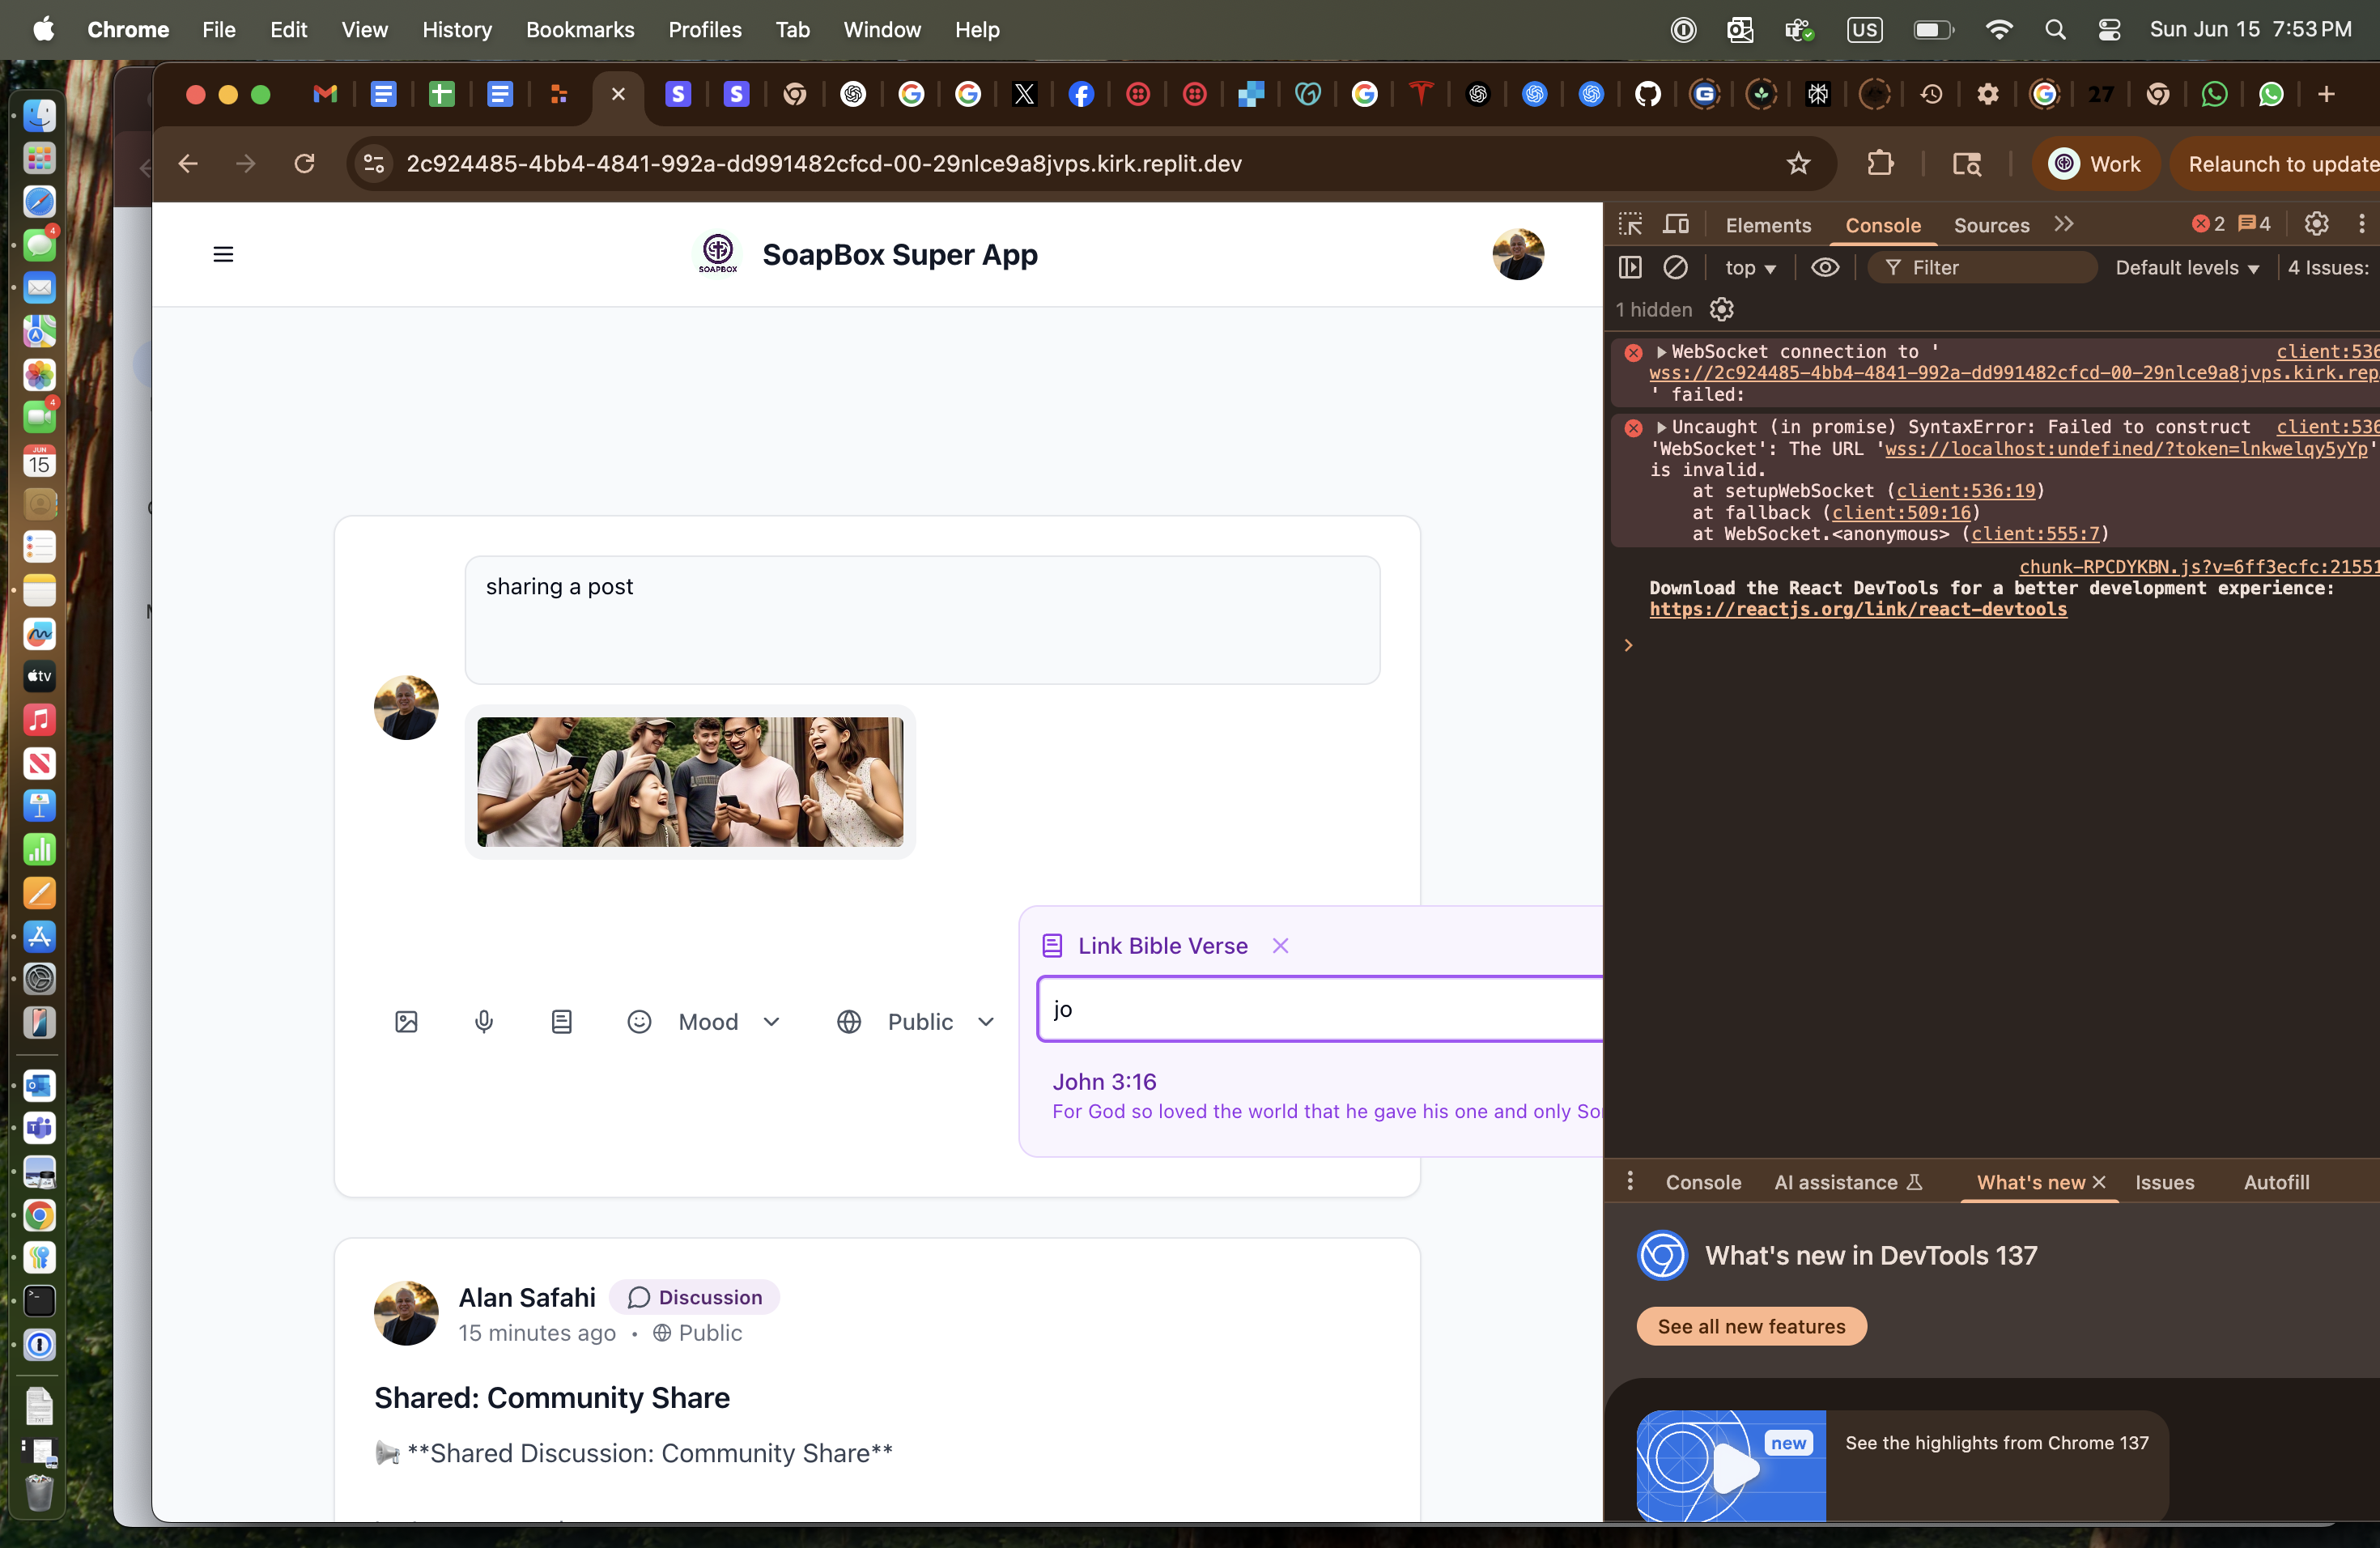 Chrome File Edit View History Bookmarks Profiles Tab Window Help
US
Sun Jun 15 7:53 PM
27
2c924485-4bb4-4841-992a-dd991482cfcd-00-29nlce9a8jvps.kirk.replit.dev
Work
Relaunch to update
4
4
JUN
15
tv
SOAPBOX
SoapBox Super App
sharing a post
Mood
Public
Link Bible Verse
jo
John 3:16
For God so loved the world that he gave his one and only So
Alan Safahi
Discussion
15 minutes ago • Public
Shared: Community Share
**Shared Discussion: Community Share**
Elements Console Sources
2 4
top
Filter
Default levels
4 Issues:
1 hidden
WebSocket connection to ' client:536
wss://2c924485-4bb4-4841-992a-dd991482cfcd-00-29nlce9a8jvps.kirk.rep
' failed:
Uncaught (in promise) SyntaxError: Failed to construct client:536
'WebSocket': The URL 'wss://localhost:undefined/?token=lnkwelqy5yYp'
is invalid.
at setupWebSocket (client:536:19)
at fallback (client:509:16)
at WebSocket.<anonymous> (client:555:7)
chunk-RPCDYKBN.js?v=6ff3ecfc:21551
Download the React DevTools for a better development experience:
https://reactjs.org/link/react-devtools
Console AI assistance What's new Issues Autofill
What's new in DevTools 137
See all new features
new
See the highlights from Chrome 137